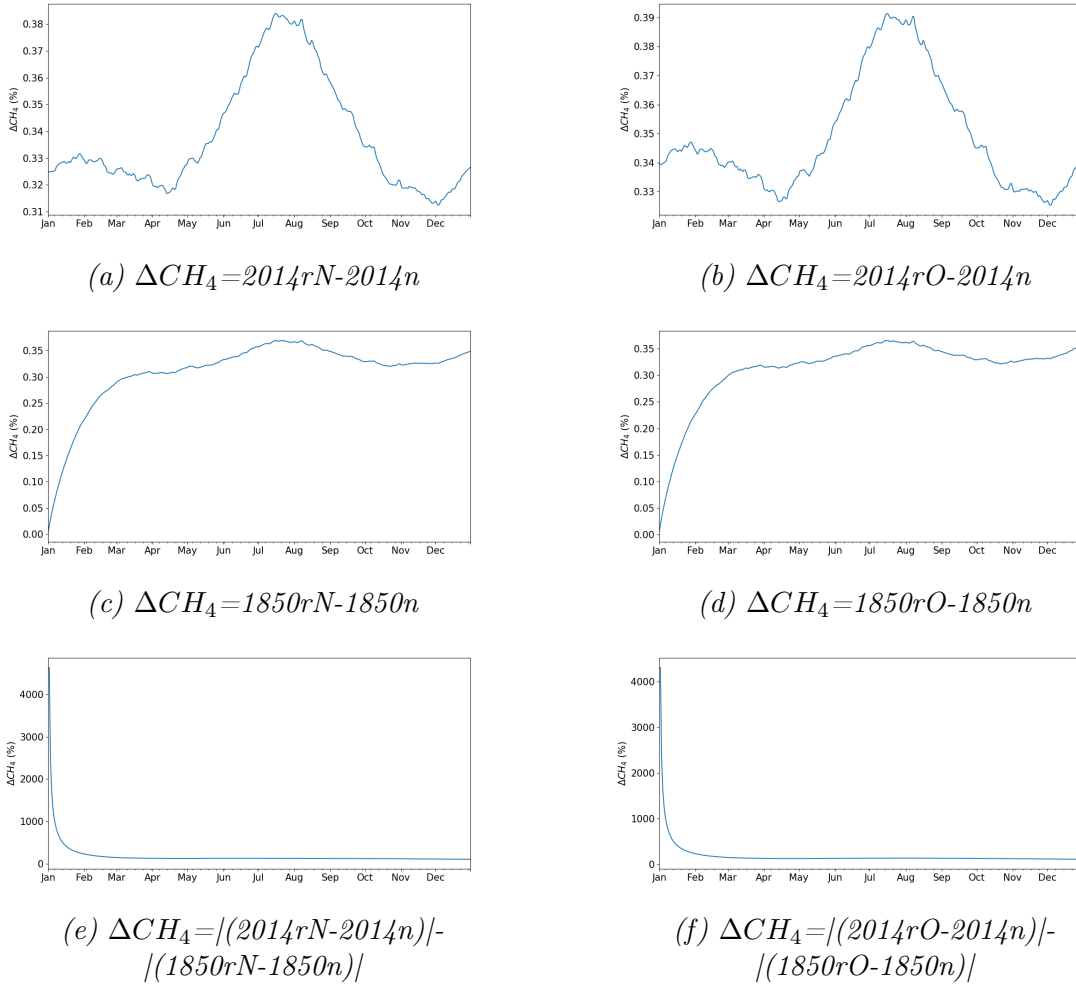 0.38
0.37
0.36
0.35
0.34
0.33
0.32
0.31
ΔCH₄ (%)
Jan Feb Mar Apr May Jun Jul Aug Sep Oct Nov Dec
(a) ΔCH₄=2014rN-2014n
0.39
0.38
0.37
0.36
0.35
0.34
0.33
ΔCH₄ (%)
Jan Feb Mar Apr May Jun Jul Aug Sep Oct Nov Dec
(b) ΔCH₄=2014rO-2014n
0.35
0.30
0.25
0.20
0.15
0.10
0.05
0.00
ΔCH₄ (%)
Jan Feb Mar Apr May Jun Jul Aug Sep Oct Nov Dec
(c) ΔCH₄=1850rN-1850n
0.35
0.30
0.25
0.20
0.15
0.10
0.05
0.00
ΔCH₄ (%)
Jan Feb Mar Apr May Jun Jul Aug Sep Oct Nov Dec
(d) ΔCH₄=1850rO-1850n
4000
3000
2000
1000
0
ΔCH₄ (%)
Jan Feb Mar Apr May Jun Jul Aug Sep Oct Nov Dec
(e) ΔCH₄=|(2014rN-2014n)|-
|(1850rN-1850n)|
4000
3000
2000
1000
0
ΔCH₄ (%)
Jan Feb Mar Apr May Jun Jul Aug Sep Oct Nov Dec
(f) ΔCH₄=|(2014rO-2014n)|-
|(1850rO-1850n)|